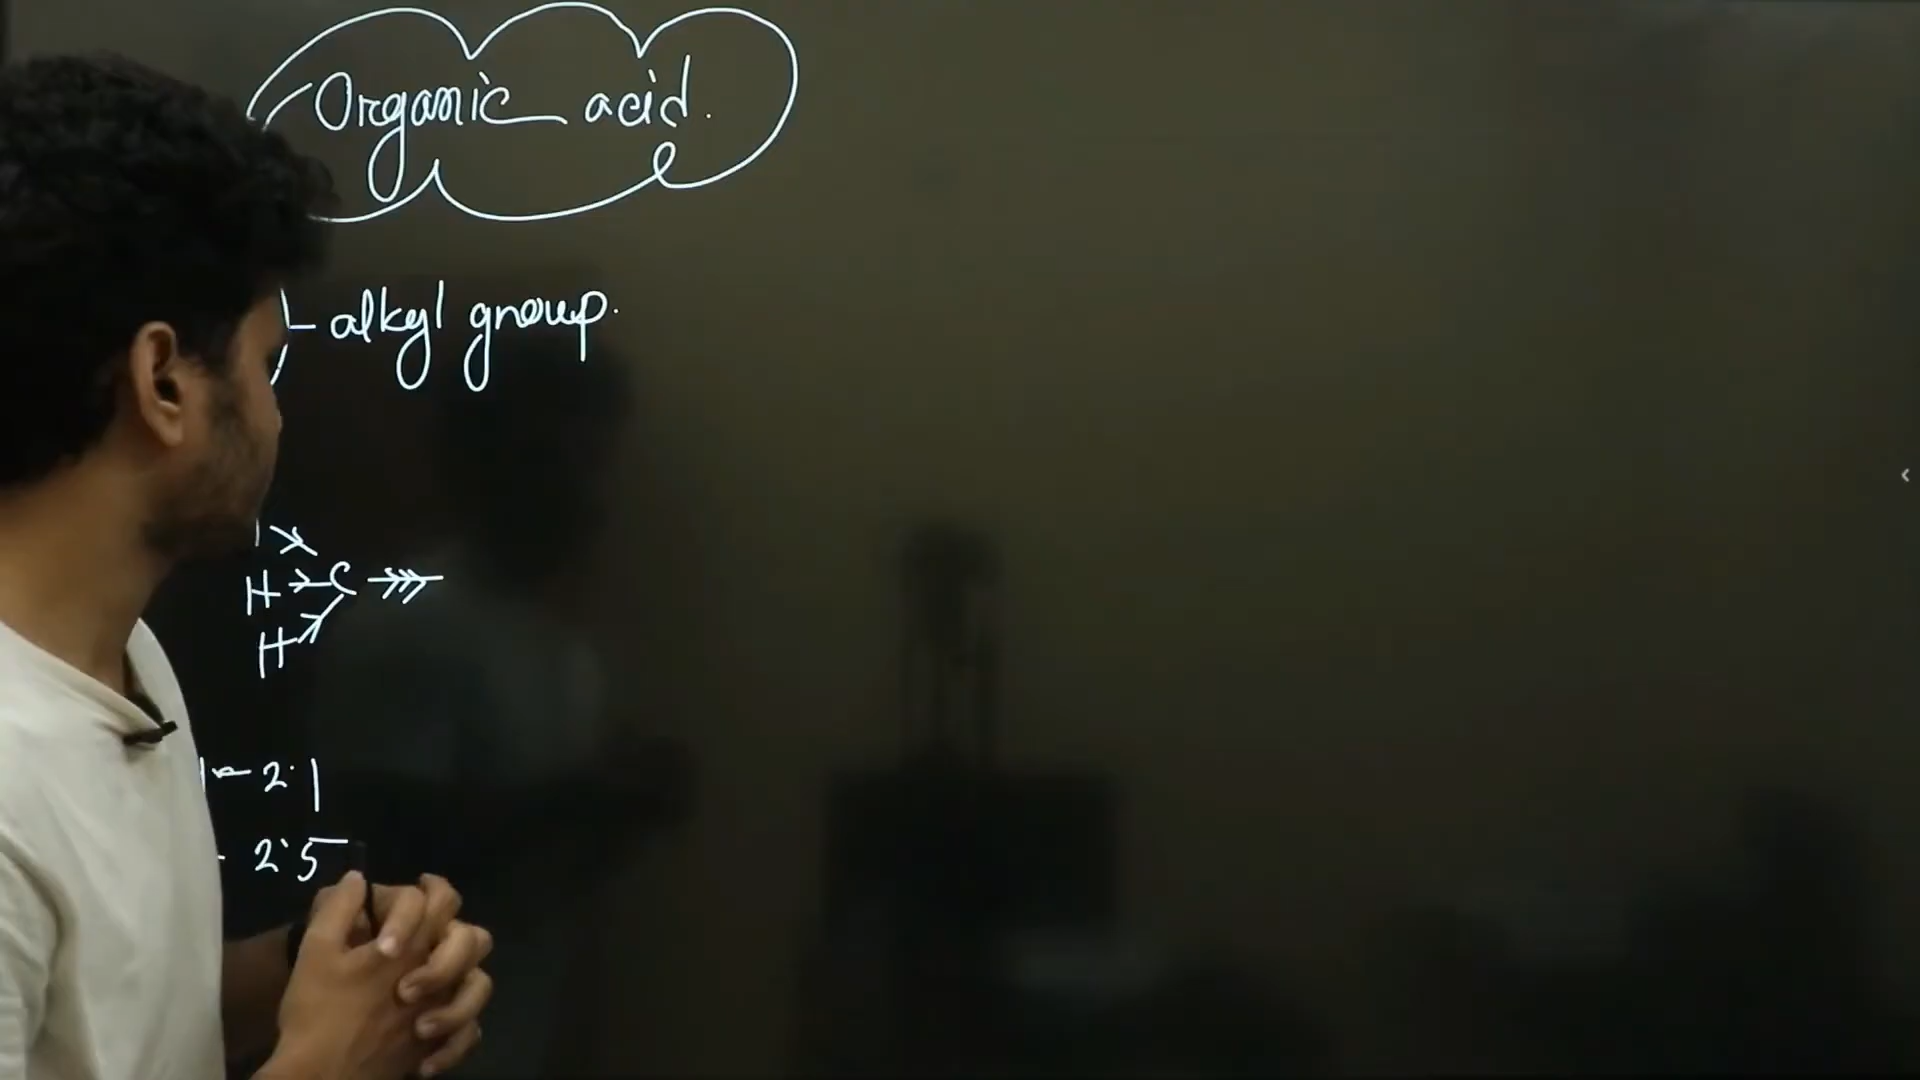 Organic acid.
- alkyl group.
H C
H
- 2.1
- 2.5